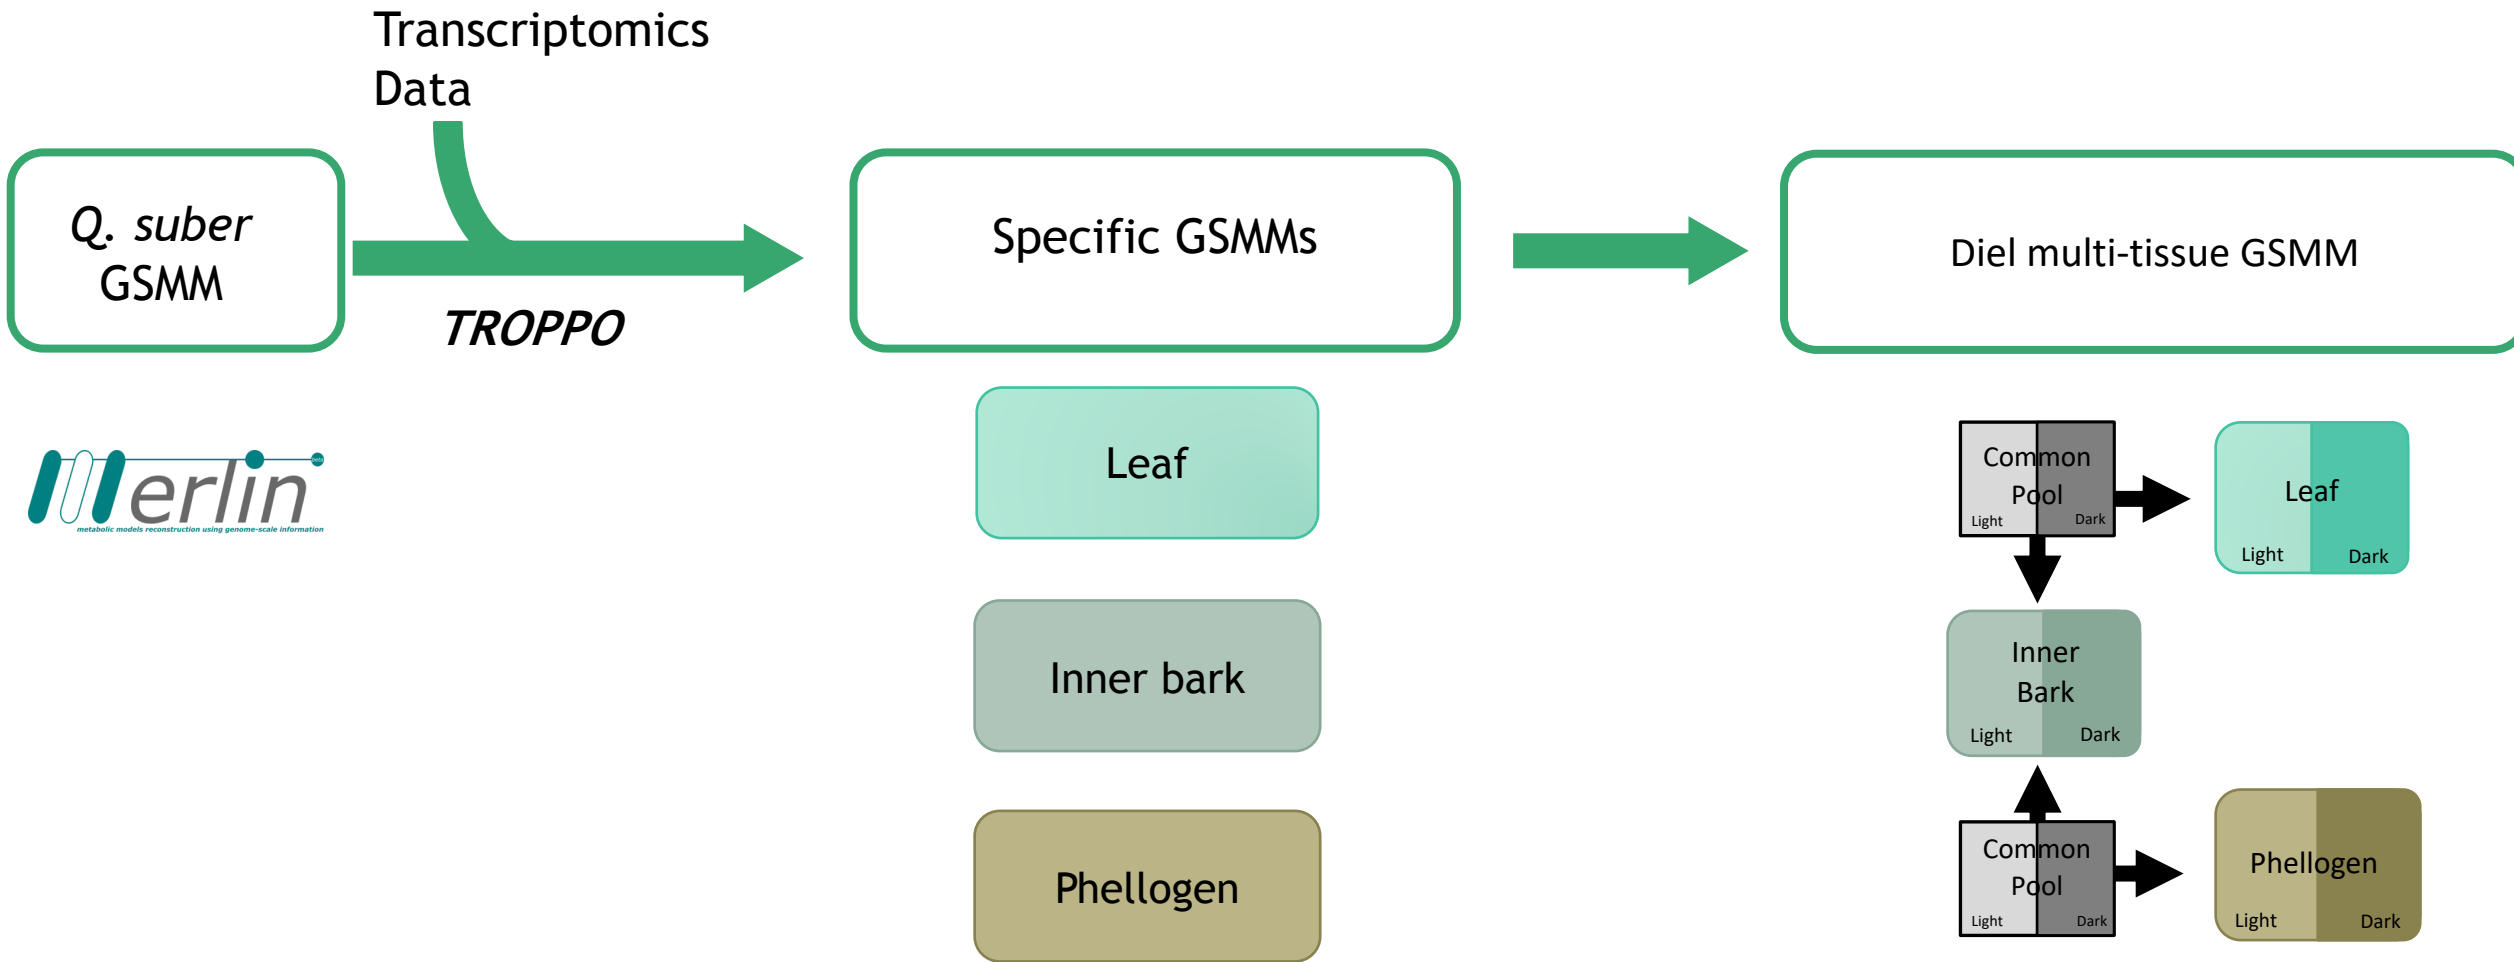 Transcriptomics
Data
Q. suber
GSMM
TROPPO
Specific GSMMs
Diel multi-tissue GSMM
merlin
beta
metabolic models reconstruction using genome-scale information
Leaf
Inner bark
Phellogen
Common
Pool
Light
Dark
Leaf
Light
Dark
Inner
Bark
Light
Dark
Common
Pool
Light
Dark
Phellogen
Light
Dark